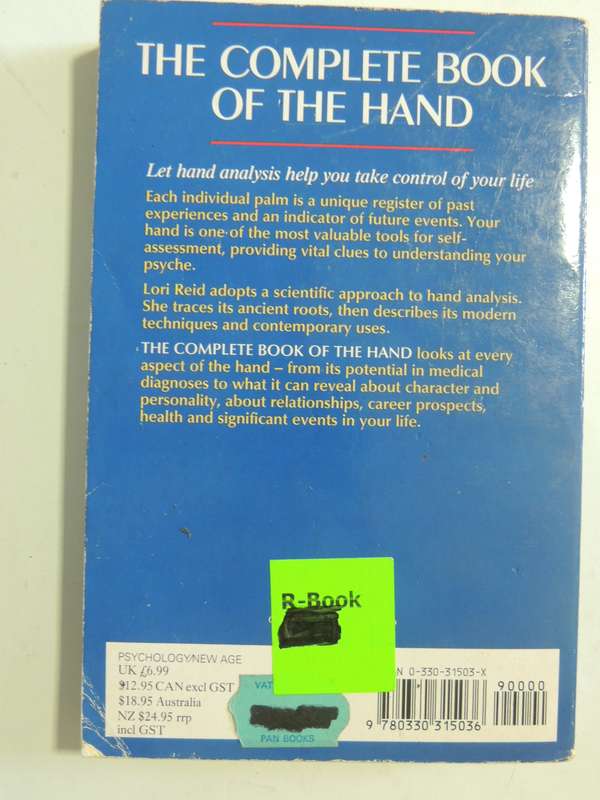 THE COMPLETE BOOK
OF THE HAND
Let hand analysis help you take control of your life
Each individual palm is a unique register of past
experiences and an indicator of future events. Your
hand is one of the most valuable tools for self-
assessment, providing vital clues to understanding your
psyche.
Lori Reid adopts a scientific approach to hand analysis.
She traces its ancient roots, then describes its modern
techniques and contemporary uses.
THE COMPLETE BOOK OF THE HAND looks at every
aspect of the hand – from its potential in medical
diagnoses to what it can reveal about character and
personality, about relationships, career prospects,
health and significant events in your life.
R-Book
PSYCHOLOGY/NEW AGE
UK £6.99
$12.95 CAN excl GST
$18.95 Australia
NZ $24.95 rrp
incl GST
VAT
PAN BOOKS
N 0-330-31503-X
90000
9 780330 315036